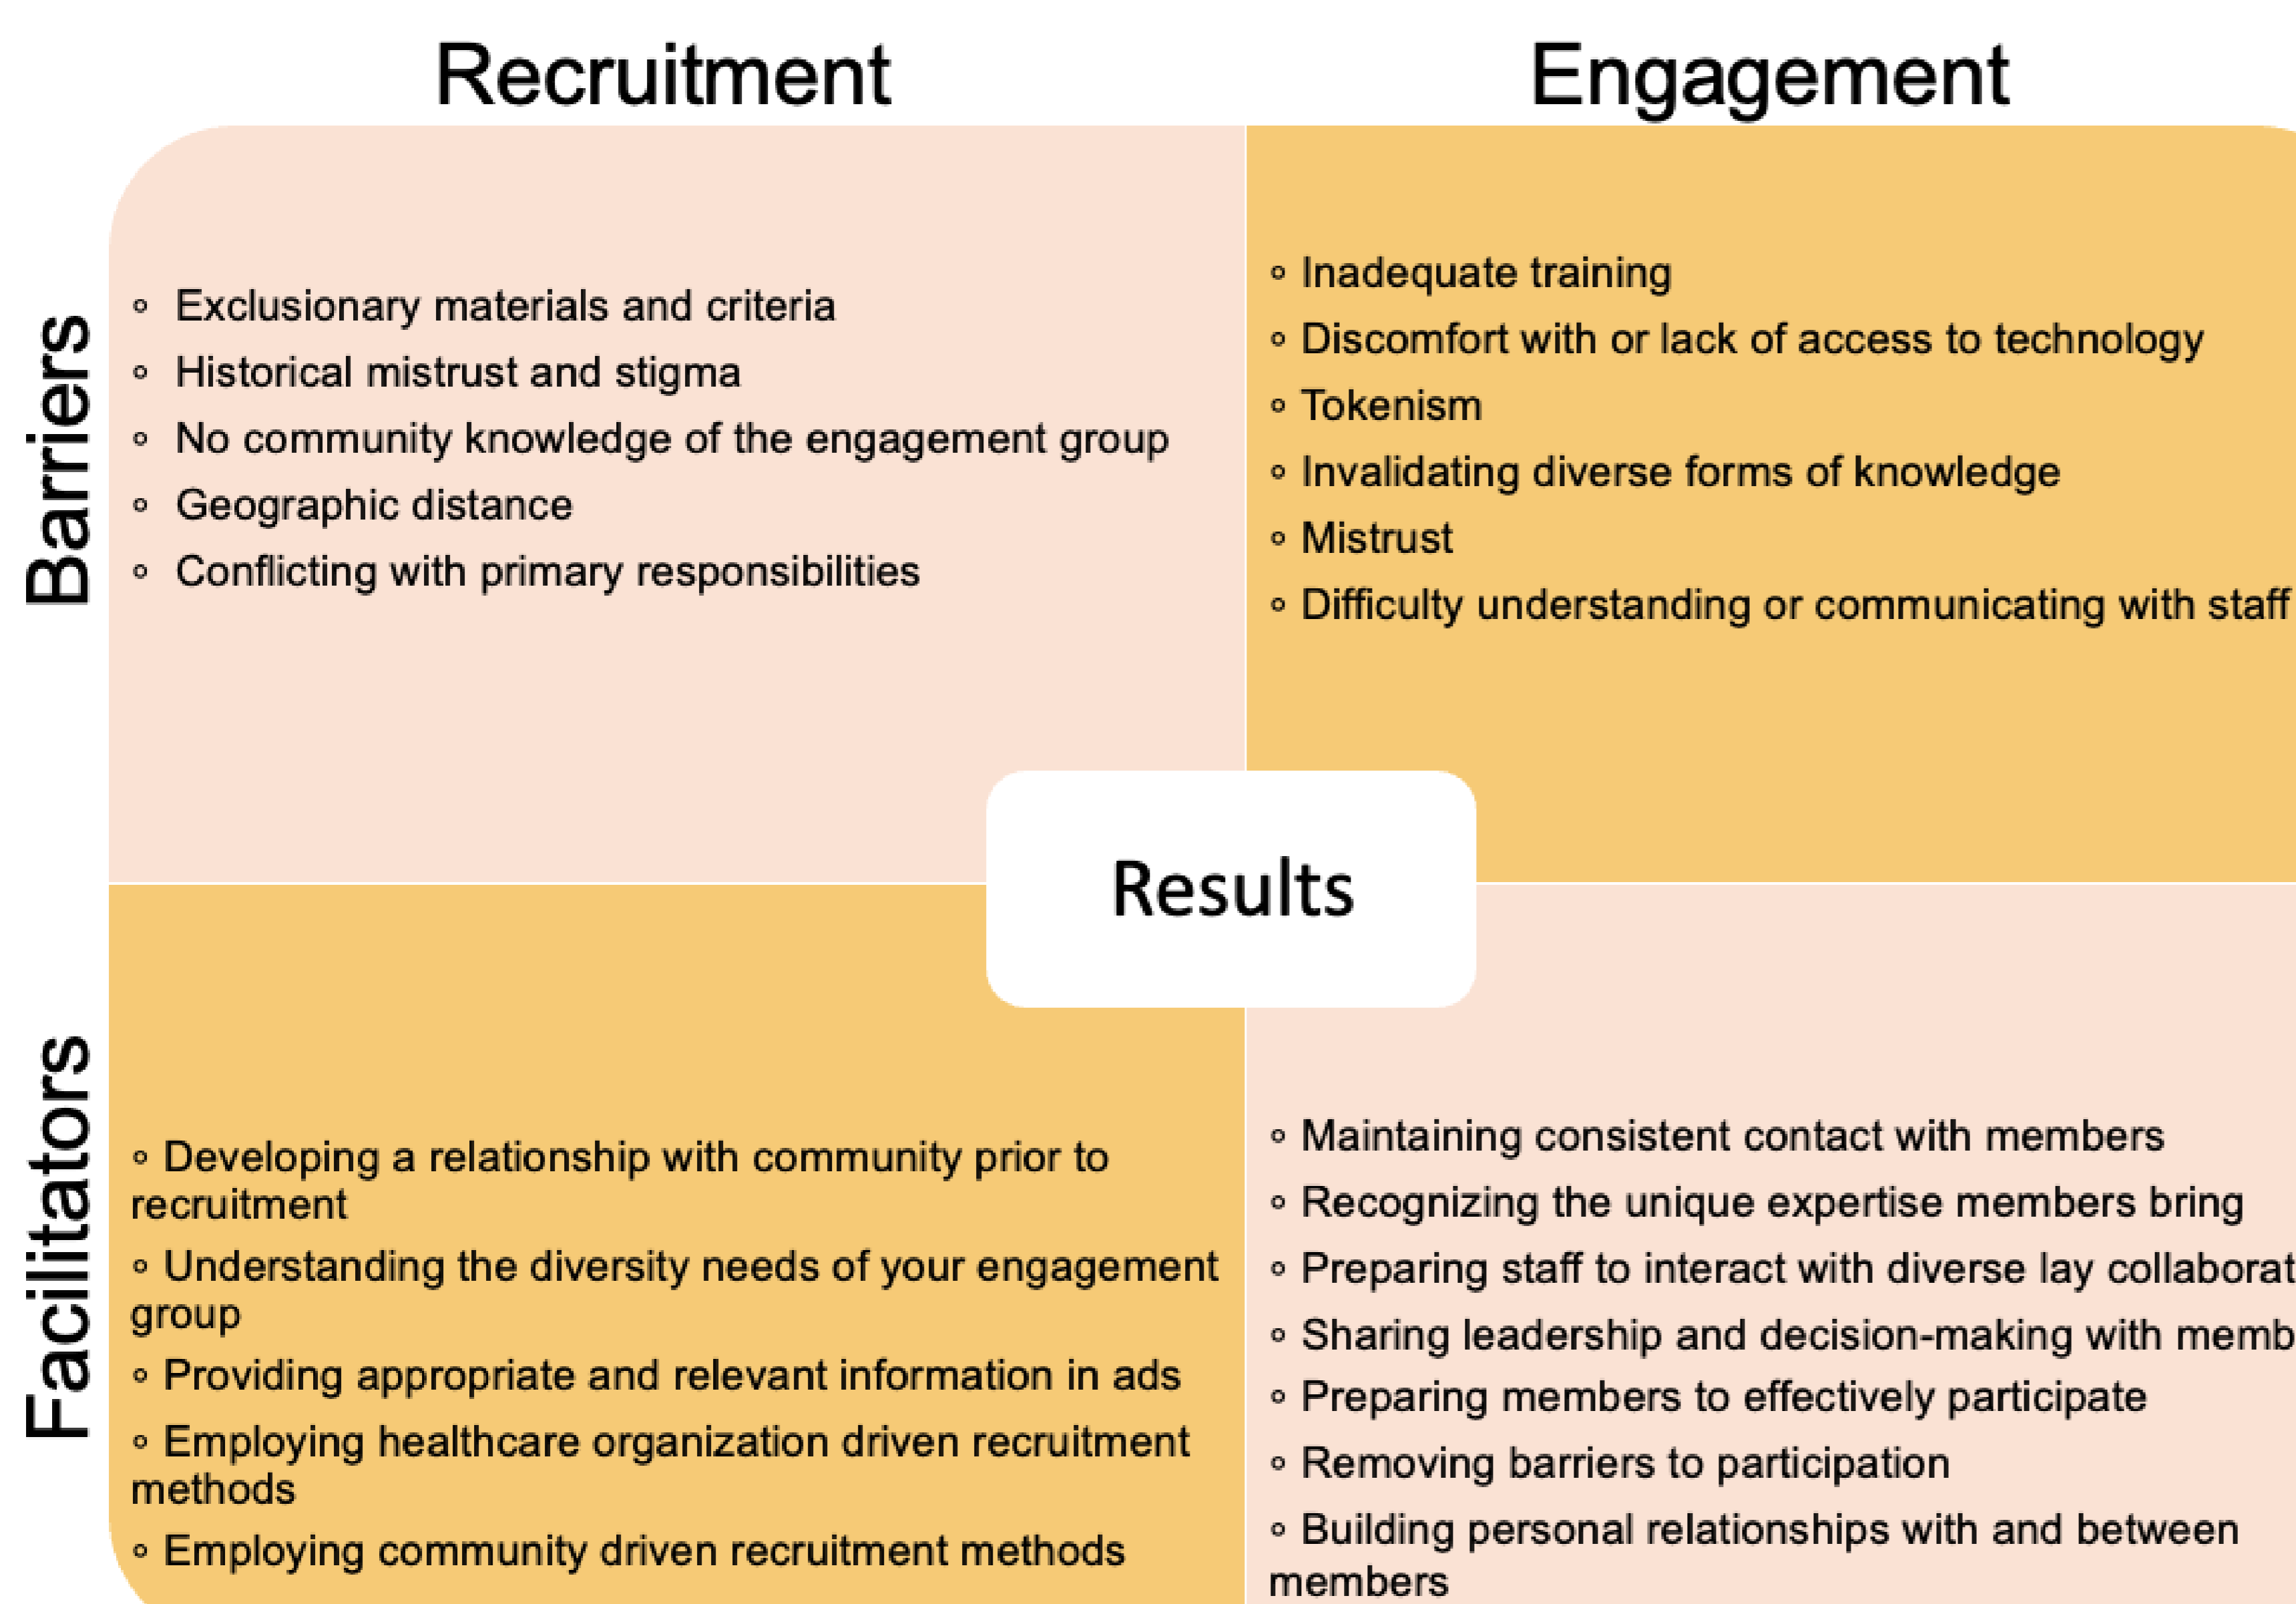 Recruitment
Engagement
Barriers
◦ Exclusionary materials and criteria
◦ Historical mistrust and stigma
◦ No community knowledge of the engagement group
◦ Geographic distance
◦ Conflicting with primary responsibilities
◦ Inadequate training
◦ Discomfort with or lack of access to technology
◦ Tokenism
◦ Invalidating diverse forms of knowledge
◦ Mistrust
◦ Difficulty understanding or communicating with staff
Results
Facilitators
◦ Developing a relationship with community prior to
recruitment
◦ Understanding the diversity needs of your engagement
group
◦ Providing appropriate and relevant information in ads
◦ Employing healthcare organization driven recruitment
methods
◦ Employing community driven recruitment methods
◦ Maintaining consistent contact with members
◦ Recognizing the unique expertise members bring
◦ Preparing staff to interact with diverse lay
◦ Sharing leadership and decision-making with
◦ Preparing members to effectively participate
◦ Removing barriers to participation
◦ Building personal relationships with and between
members